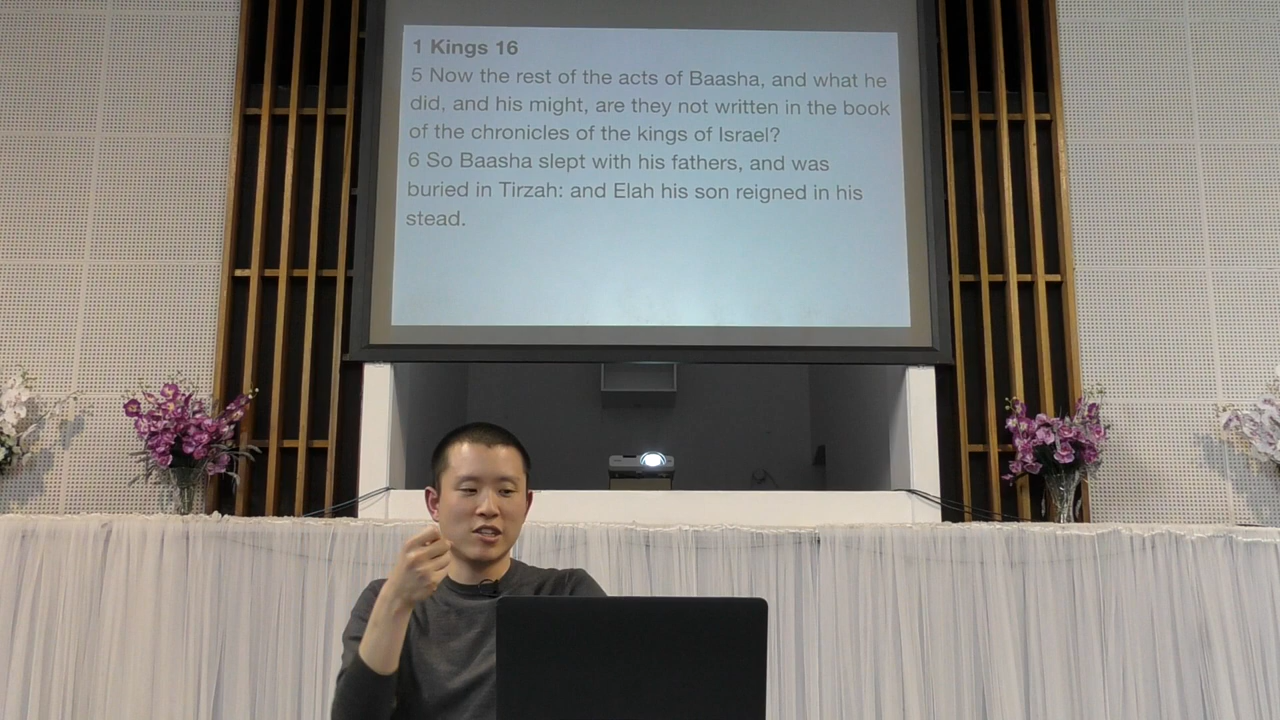 1 Kings 16
5 Now the rest of the acts of Baasha, and what he
did, and his might, are they not written in the book
of the chronicles of the kings of Israel?
6 So Baasha slept with his fathers, and was
buried in Tirzah: and Elah his son reigned in his
stead.